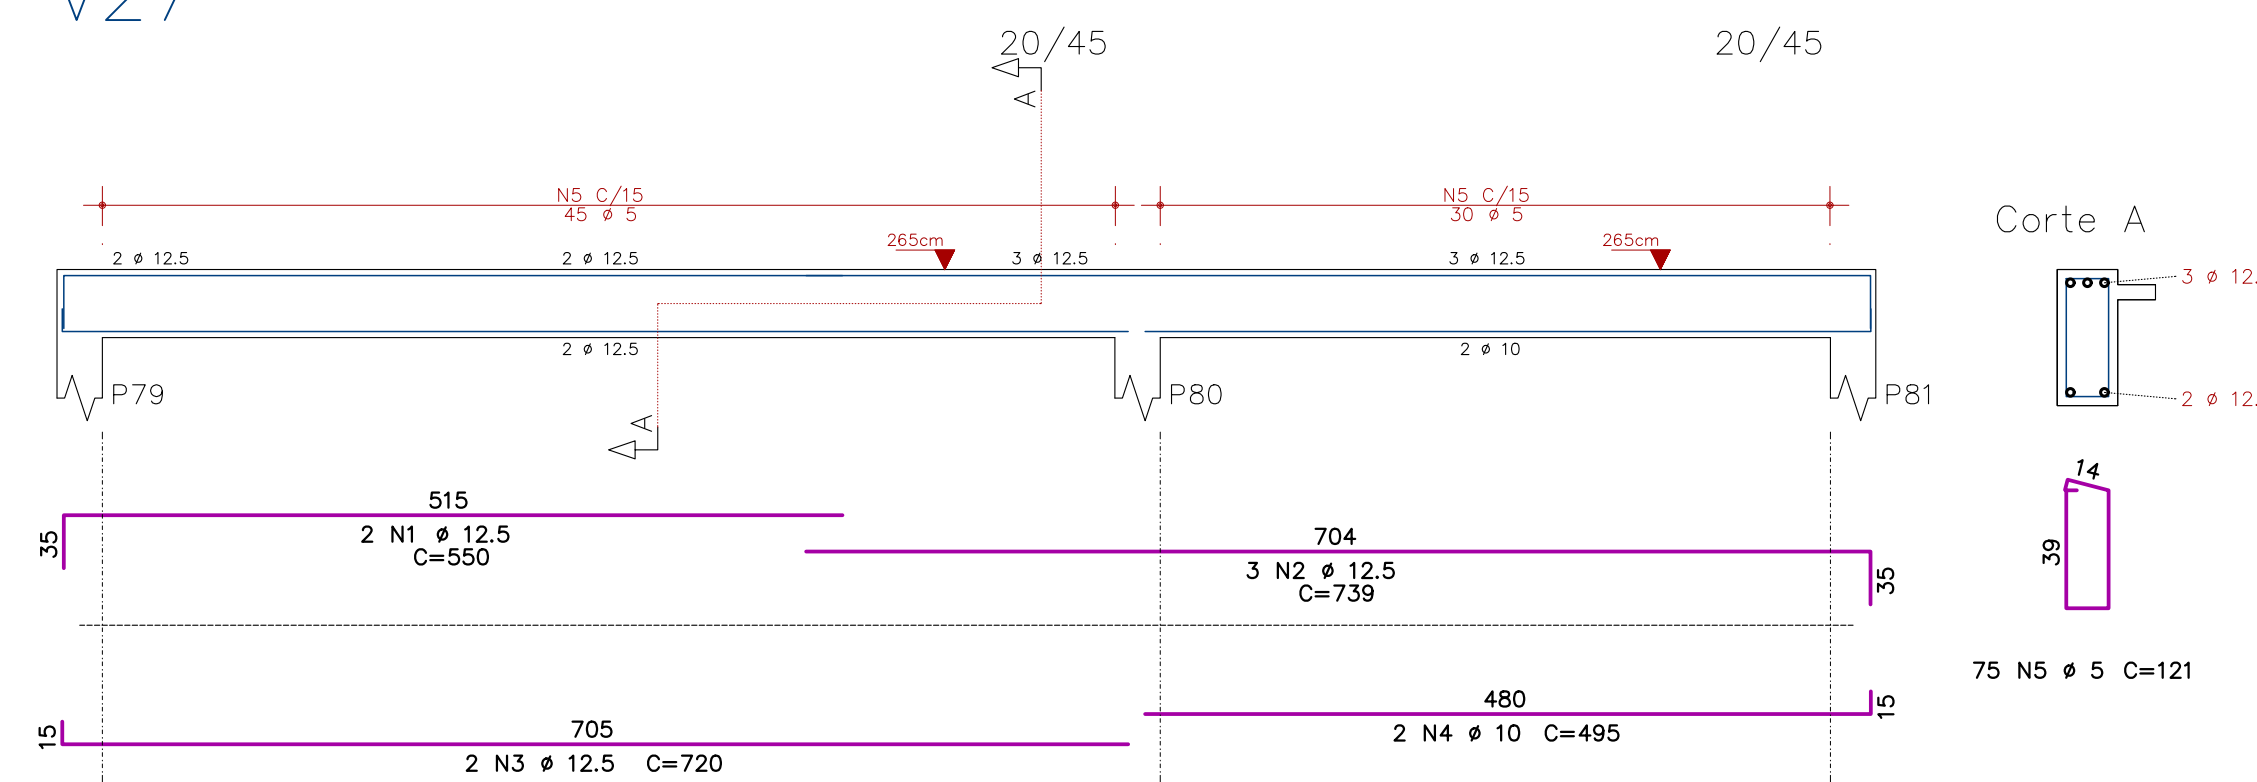 20/45
20/45
A
N5 C/15
45 ø 5
N5 C/15
30 ø 5
Corte A
265cm
265cm
2 ø 12.5
2 ø 12.5
3 ø 12.5
3 ø 12.5
3 ø 12.
2 ø 12.5
2 ø 10
P79
P80
P81
2 ø 12.
A
14
515
2 N1 ø 12.5
C=550
35
704
3 N2 ø 12.5
C=739
35
39
75 N5 ø 5 C=121
480
2 N4 ø 10 C=495
15
705
2 N3 ø 12.5 C=720
15